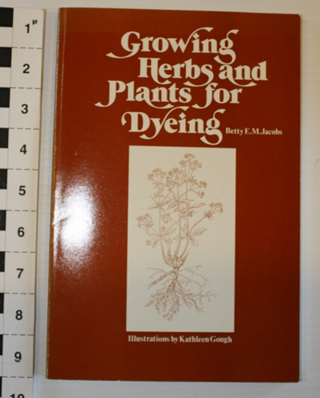 Growing
Herbs and
Plants for
Dyeing
Betty E.M. Jacobs
Illustrations by Kathleen Gough
1"
2
3
4
5
6
7
8
9
10